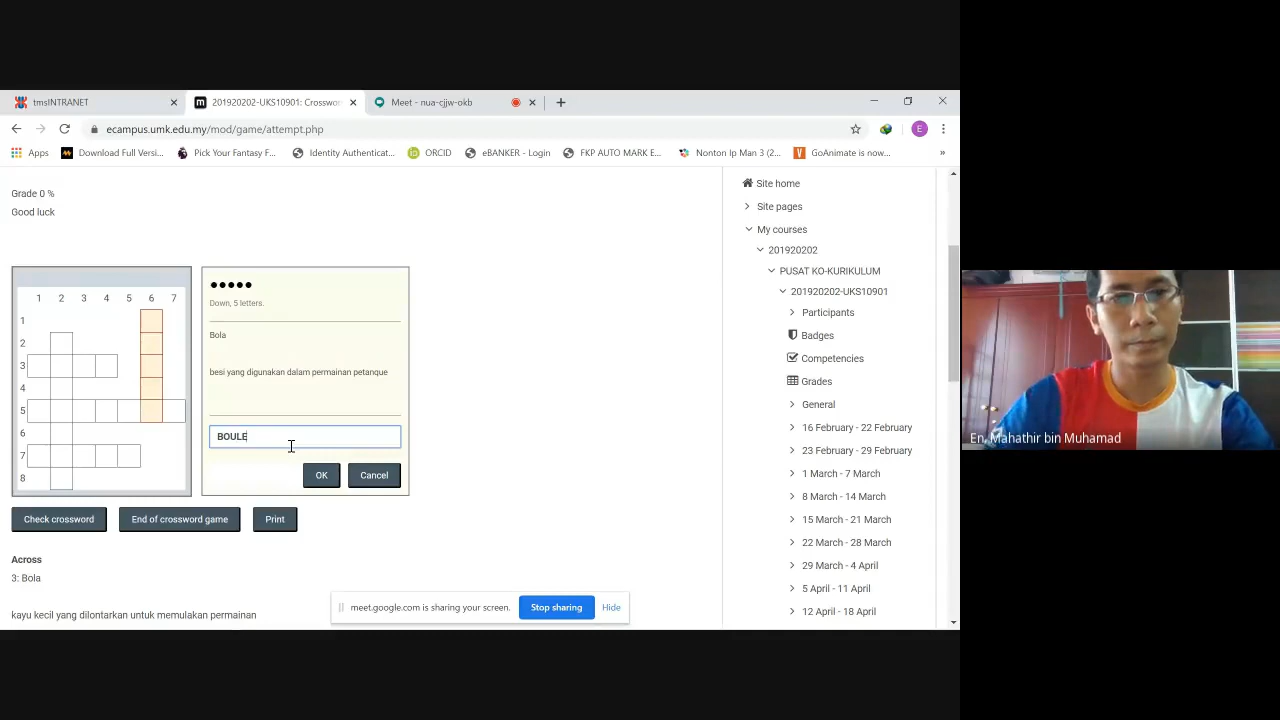 tmsINTRANET
201920202-UKS10901: Crosswor
Meet - nua-cjjw-okb
ecampus.umk.edu.my/mod/game/attempt.php
E
Apps
Download Full Versi...
Pick Your Fantasy F...
Identity Authenticat...
ORCID
eBANKER - Login
FKP AUTO MARK E...
Nonton Ip Man 3 (2...
GoAnimate is now...
Grade 0 %
Good luck
1 2 3 4 5 6 7
1
2
3
4
5
6
7
8
●●●●●
Down, 5 letters.
Bola
besi yang digunakan dalam permainan petanque
BOULE
OK
Cancel
Check crossword
End of crossword game
Print
Across
3: Bola
kayu kecil yang dilontarkan untuk memulakan permainan
meet.google.com is sharing your screen.
Stop sharing
Hide
Site home
Site pages
My courses
201920202
PUSAT KO-KURIKULUM
201920202-UKS10901
Participants
Badges
Competencies
Grades
General
16 February - 22 February
23 February - 29 February
1 March - 7 March
8 March - 14 March
15 March - 21 March
22 March - 28 March
29 March - 4 April
5 April - 11 April
12 April - 18 April
En. Mahathir bin Muhamad